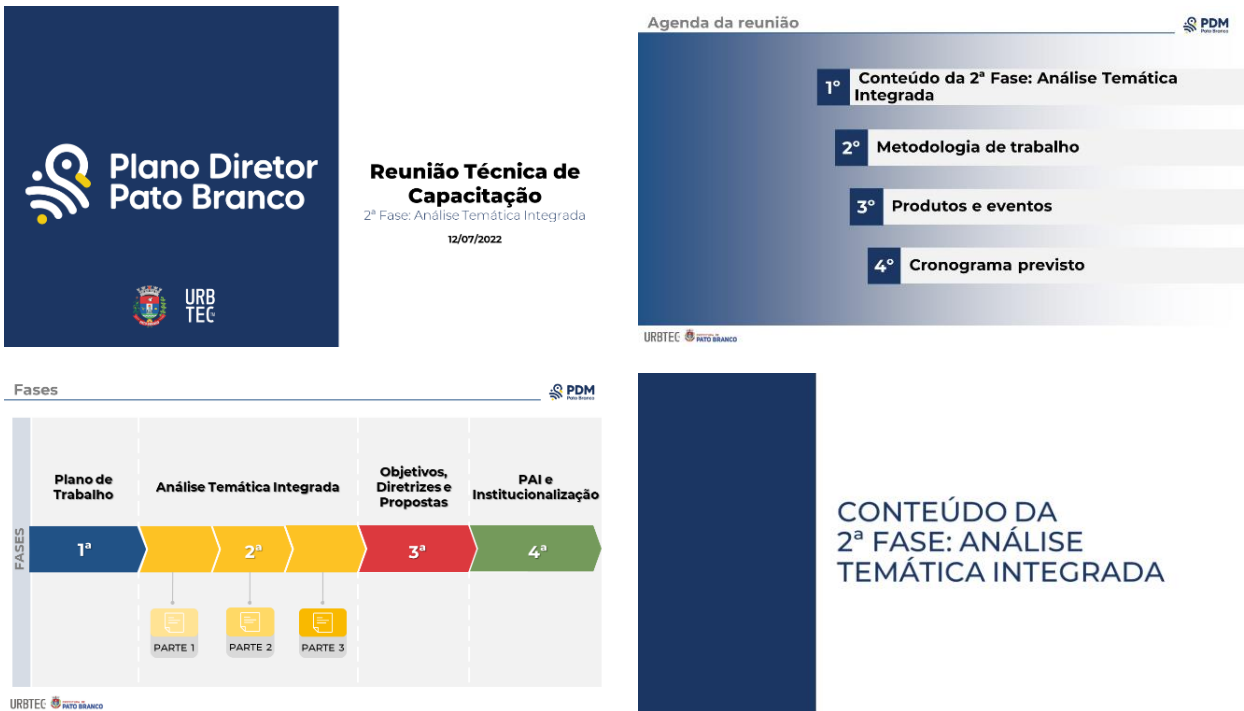 Plano Diretor
Pato Branco
URB
TEC
Reunião Técnica de
Capacitação
2ª Fase: Análise Temática Integrada
12/07/2022
Agenda da reunião
PDM
Pato Branco
1º
Conteúdo da 2ª Fase: Análise Temática
Integrada
2º
Metodologia de trabalho
3º
Produtos e eventos
4º
Cronograma previsto
URBTEC
PATO BRANCO
Fases
PDM
Pato Branco
FASES
Plano de
Trabalho
Análise Temática Integrada
Objetivos,
Diretrizes e
Propostas
PAI e
Institucionalização
1ª
2ª
3ª
4ª
PARTE 1
PARTE 2
PARTE 3
URBTEC
PATO BRANCO
CONTEÚDO DA
2ª FASE: ANÁLISE
TEMÁTICA INTEGRADA